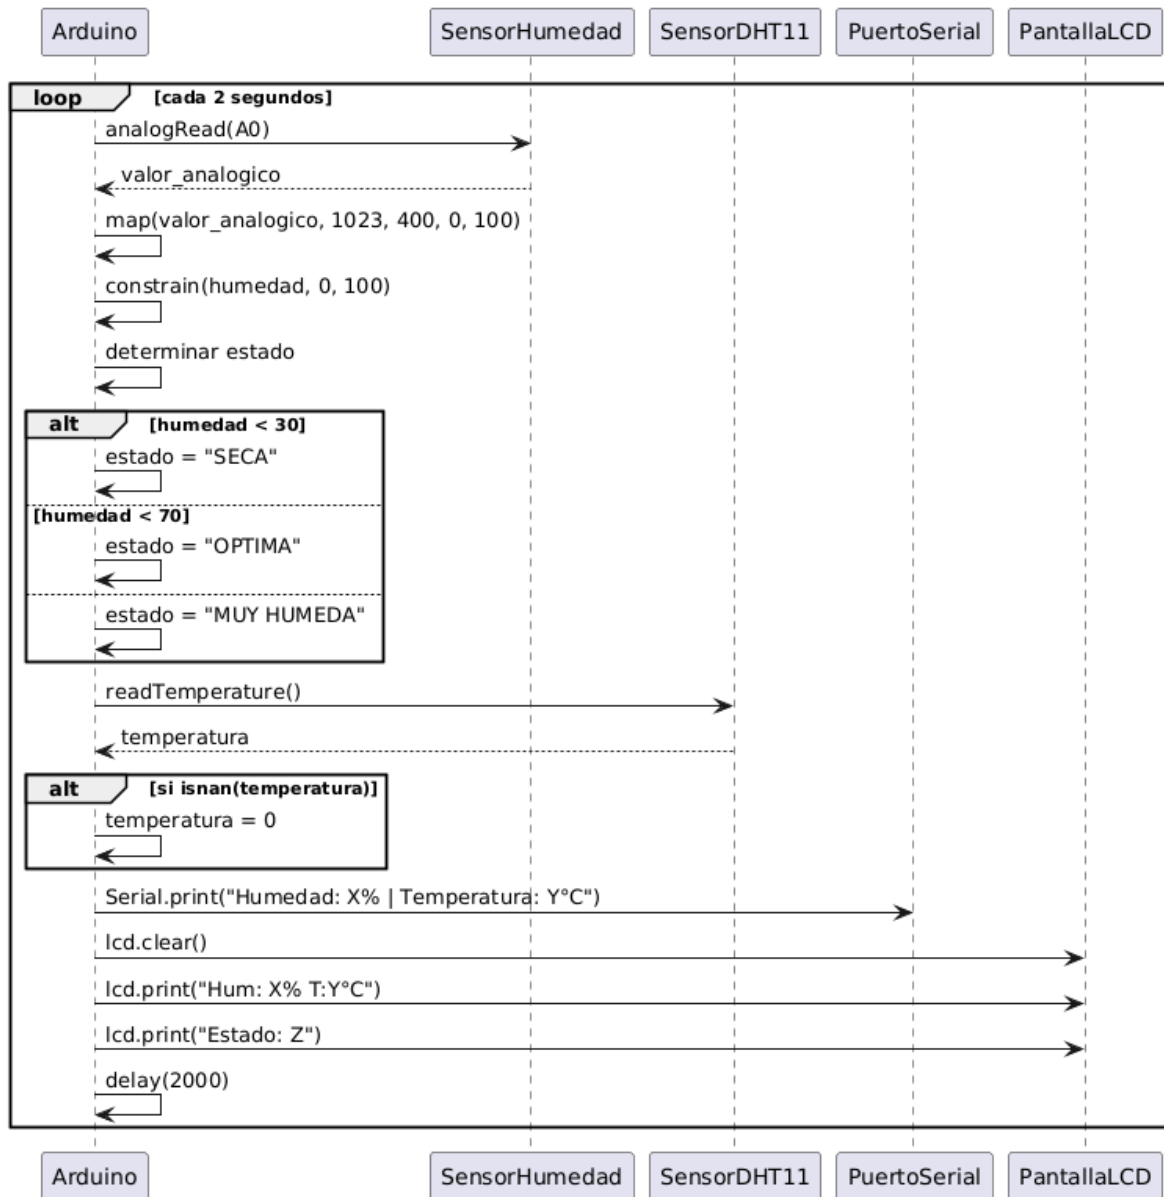 Arduino SensorHumedad SensorDHT11 PuertoSerial PantallaLCD
loop [cada 2 segundos]
analogRead(A0)
valor_analogico
map(valor_analogico, 1023, 400, 0, 100)
constrain(humedad, 0, 100)
determinar estado
alt [humedad < 30]
estado = "SECA"
[humedad < 70]
estado = "OPTIMA"
estado = "MUY HUMEDA"
readTemperature()
temperatura
alt [si isnan(temperatura)]
temperatura = 0
Serial.print("Humedad: X% | Temperatura: Y°C")
lcd.clear()
lcd.print("Hum: X% T:Y°C")
lcd.print("Estado: Z")
delay(2000)
Arduino SensorHumedad SensorDHT11 PuertoSerial PantallaLCD